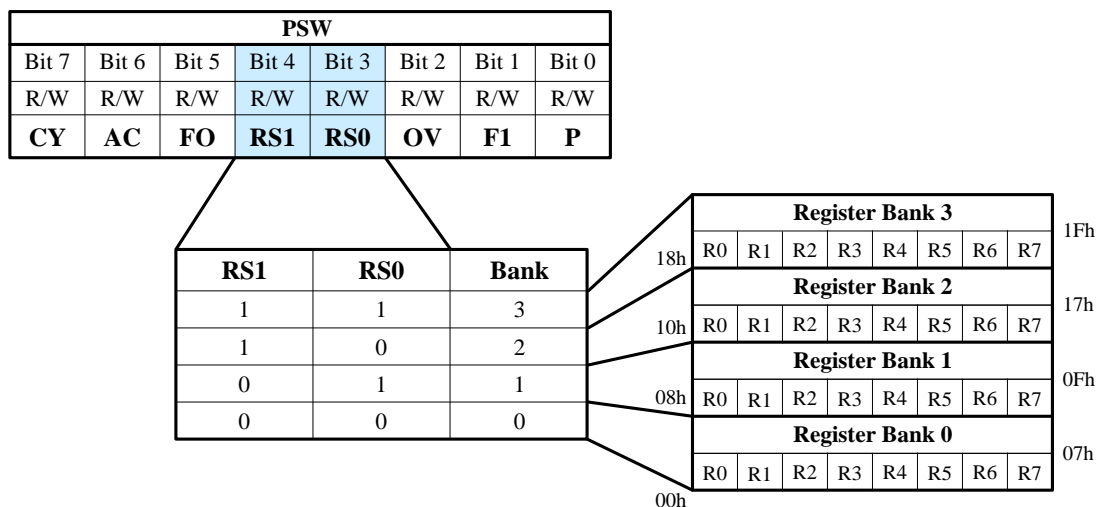 PSW
Bit 7 Bit 6 Bit 5 Bit 4 Bit 3 Bit 2 Bit 1 Bit 0
R/W R/W R/W R/W R/W R/W R/W R/W
CY AC FO RS1 RS0 OV F1 P
RS1 RS0 Bank
1 1 3
1 0 2
0 1 1
0 0 0
Register Bank 3
1Fh
18h R0 R1 R2 R3 R4 R5 R6 R7
Register Bank 2
17h
10h R0 R1 R2 R3 R4 R5 R6 R7
Register Bank 1
0Fh
08h R0 R1 R2 R3 R4 R5 R6 R7
Register Bank 0
07h
R0 R1 R2 R3 R4 R5 R6 R7
00h